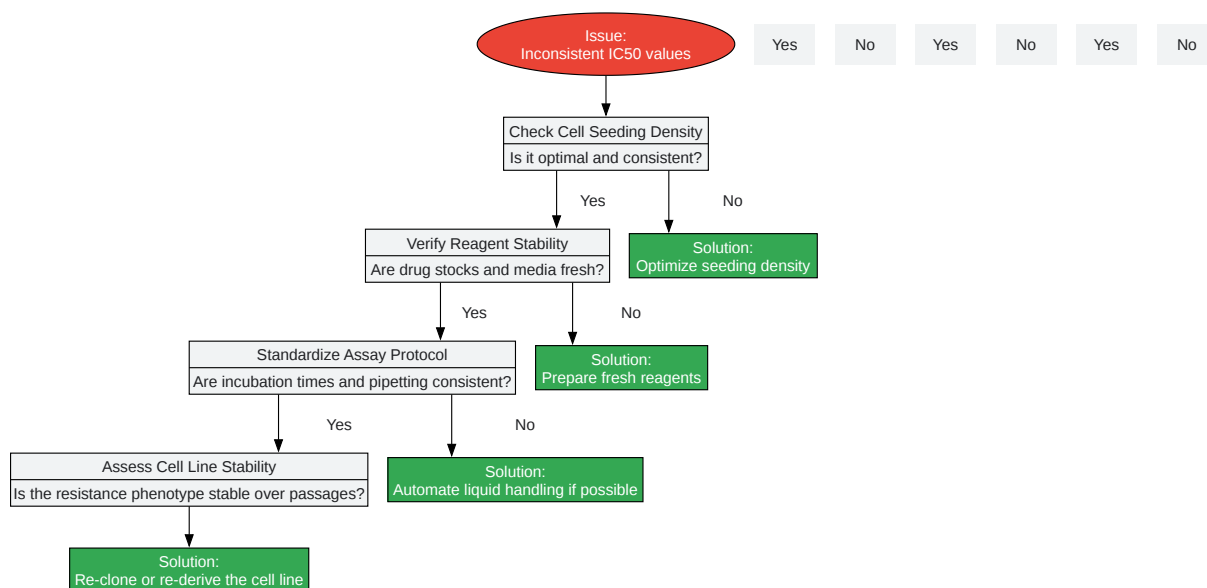 Issue:
Inconsistent IC50 values
Yes
No
Yes
No
Yes
No
Check Cell Seeding Density
Is it optimal and consistent?
Yes
No
Verify Reagent Stability
Are drug stocks and media fresh?
Solution:
Optimize seeding density
Yes
No
Standardize Assay Protocol
Are incubation times and pipetting consistent?
Solution:
Prepare fresh reagents
Yes
No
Assess Cell Line Stability
Is the resistance phenotype stable over passages?
Solution:
Automate liquid handling if possible
Solution:
Re-clone or re-derive the cell line